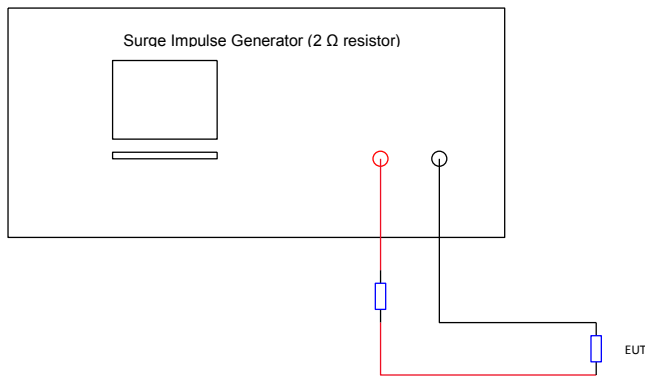 Surge Impulse Generator (2 Ω resistor)
EUT